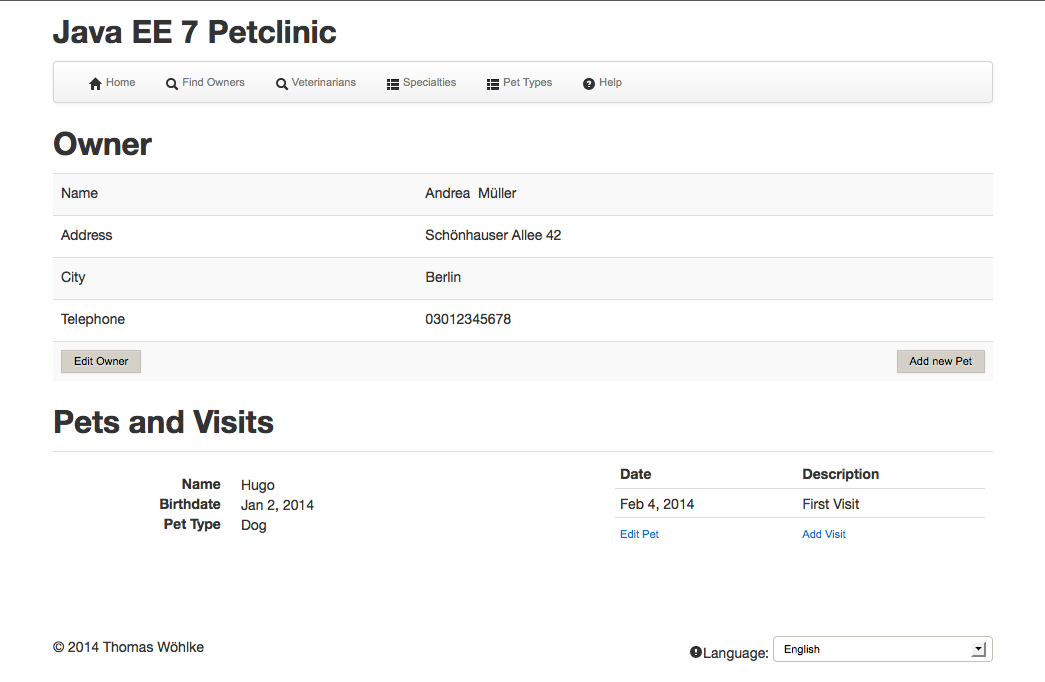 Java EE 7 Petclinic
Home Find Owners Veterinarians Specialties Pet Types Help
Owner
Name Andrea Müller
Address Schönhauser Allee 42
City Berlin
Telephone 03012345678
Edit Owner Add new Pet
Pets and Visits
Name Hugo
Birthdate Jan 2, 2014
Pet Type Dog
Date Description
Feb 4, 2014 First Visit
Edit Pet Add Visit
© 2014 Thomas Wöhlke
Language: English